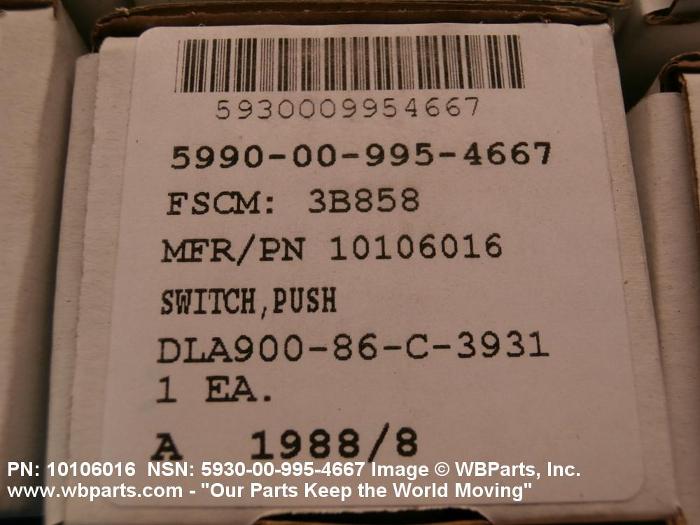 5930009954667
5990-00-995-4667
FSCM: 3B858
MFR/PN 10106016
SWITCH,PUSH
DLA900-86-C-3931
1 EA.
A 1988/8
PN: 10106016 NSN: 5930-00-995-4667 Image © WBParts, Inc.
www.wbparts.com - "Our Parts Keep the World Moving"